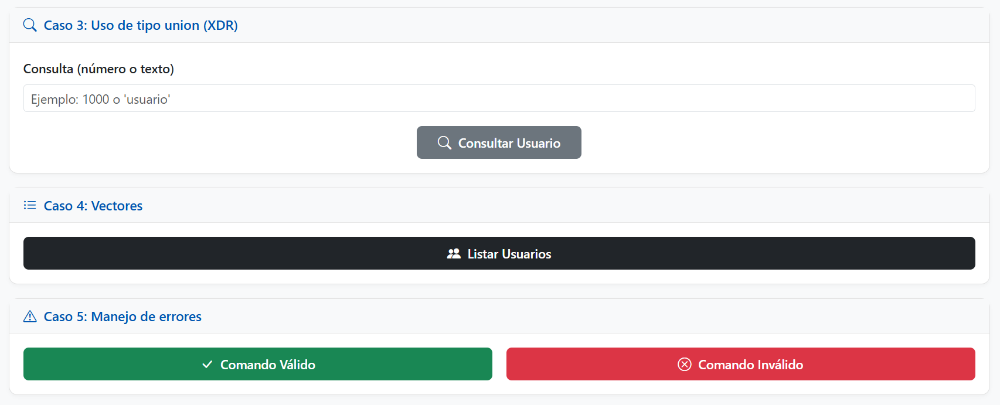 Caso 3: Uso de tipo union (XDR)
Consulta (número o texto)
Ejemplo: 1000 o 'usuario'
Consultar Usuario
Caso 4: Vectores
Listar Usuarios
Caso 5: Manejo de errores
Comando Válido
Comando Inválido